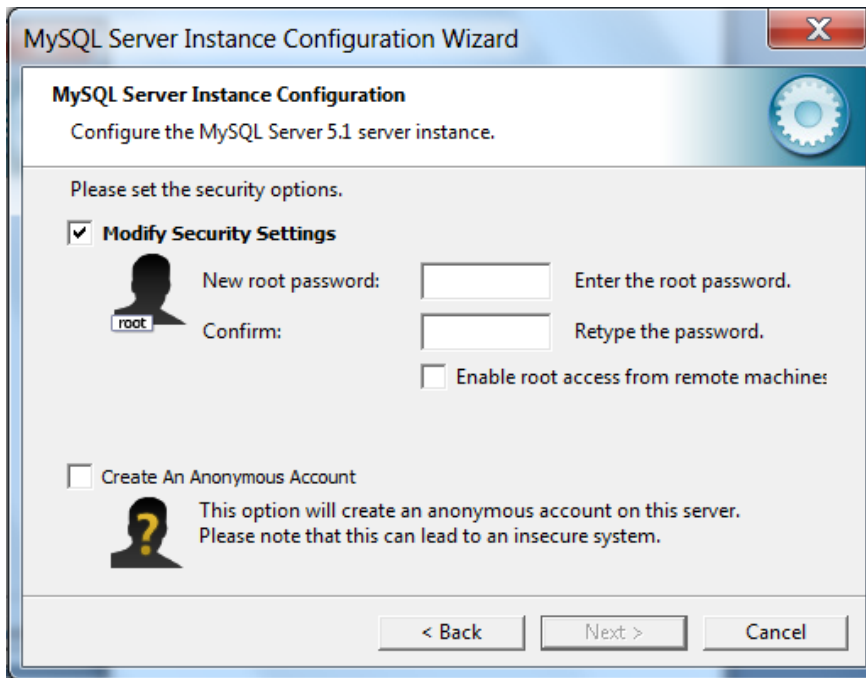 MySQL Server Instance Configuration Wizard
X
MySQL Server Instance Configuration
Configure the MySQL Server 5.1 server instance.
Please set the security options.
Modify Security Settings
root
New root password:
Enter the root password.
Confirm:
Retype the password.
Enable root access from remote machines
Create An Anonymous Account
?
This option will create an anonymous account on this server.
Please note that this can lead to an insecure system.
< Back
Next >
Cancel